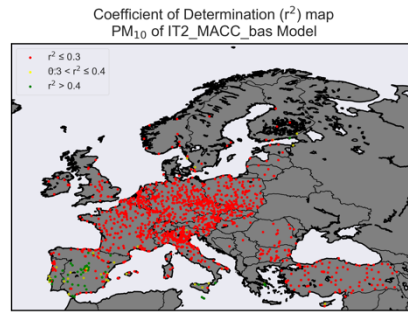 Coefficient of Determination (r²) map
PM₁₀ of IT2_MACC_bas Model
r² ≤ 0.3
0.3 < r² ≤ 0.4
r² > 0.4